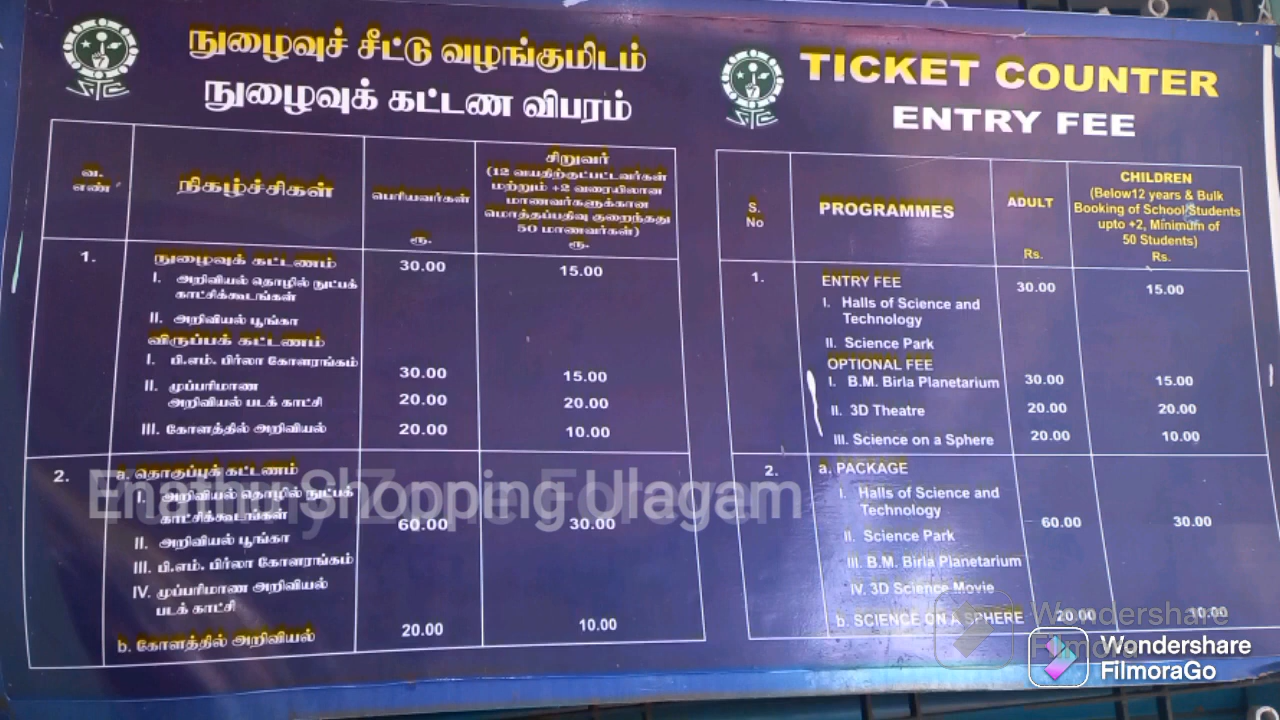 நுழைவுச் சீட்டு வழங்குமிடம்
நுழைவுக் கட்டண விபரம்
வ.
எண்
நிகழ்ச்சிகள்
பெரியவர்கள்
ரூ.
சிறுவர்
(12 வயதிற்குட்பட்டவர்கள்
மற்றும் +2 வரையிலான
மாணவர்களுக்கான
மொத்தப்பதிவு குறைந்தது
50 மாணவர்கள்)
ரூ.
1.
நுழைவுக் கட்டணம்
30.00
15.00
I. அறிவியல் தொழில் நுட்பக்
காட்சிக்கூடங்கள்
II. அறிவியல் பூங்கா
விருப்பக் கட்டணம்
I. பி.எம். பிர்லா கோளரங்கம்
30.00
15.00
II. முப்பரிமாண
அறிவியல் படக் காட்சி
20.00
20.00
III. கோளத்தில் அறிவியல்
20.00
10.00
2.
a. தொகுப்புக் கட்டணம்
I. அறிவியல் தொழில் நுட்பக்
காட்சிக்கூடங்கள்
60.00
30.00
II. அறிவியல் பூங்கா
III. பி.எம். பிர்லா கோளரங்கம்
IV. முப்பரிமாண அறிவியல்
படக் காட்சி
b. கோளத்தில் அறிவியல்
20.00
10.00
TICKET COUNTER
ENTRY FEE
S.
No
PROGRAMMES
ADULT
Rs.
CHILDREN
(Below12 years & Bulk
Booking of School Students
upto +2, Minimum of
50 Students)
Rs.
1.
ENTRY FEE
30.00
15.00
I. Halls of Science and
Technology
II. Science Park
OPTIONAL FEE
I. B.M. Birla Planetarium
30.00
15.00
II. 3D Theatre
20.00
20.00
III. Science on a Sphere
20.00
10.00
2.
a. PACKAGE
I. Halls of Science and
Technology
60.00
30.00
II. Science Park
III. B.M. Birla Planetarium
IV. 3D Science Movie
b. SCIENCE ON A SPHERE
20.00
10.00
Shopping Ulagam
Wondershare
FilmoraGo